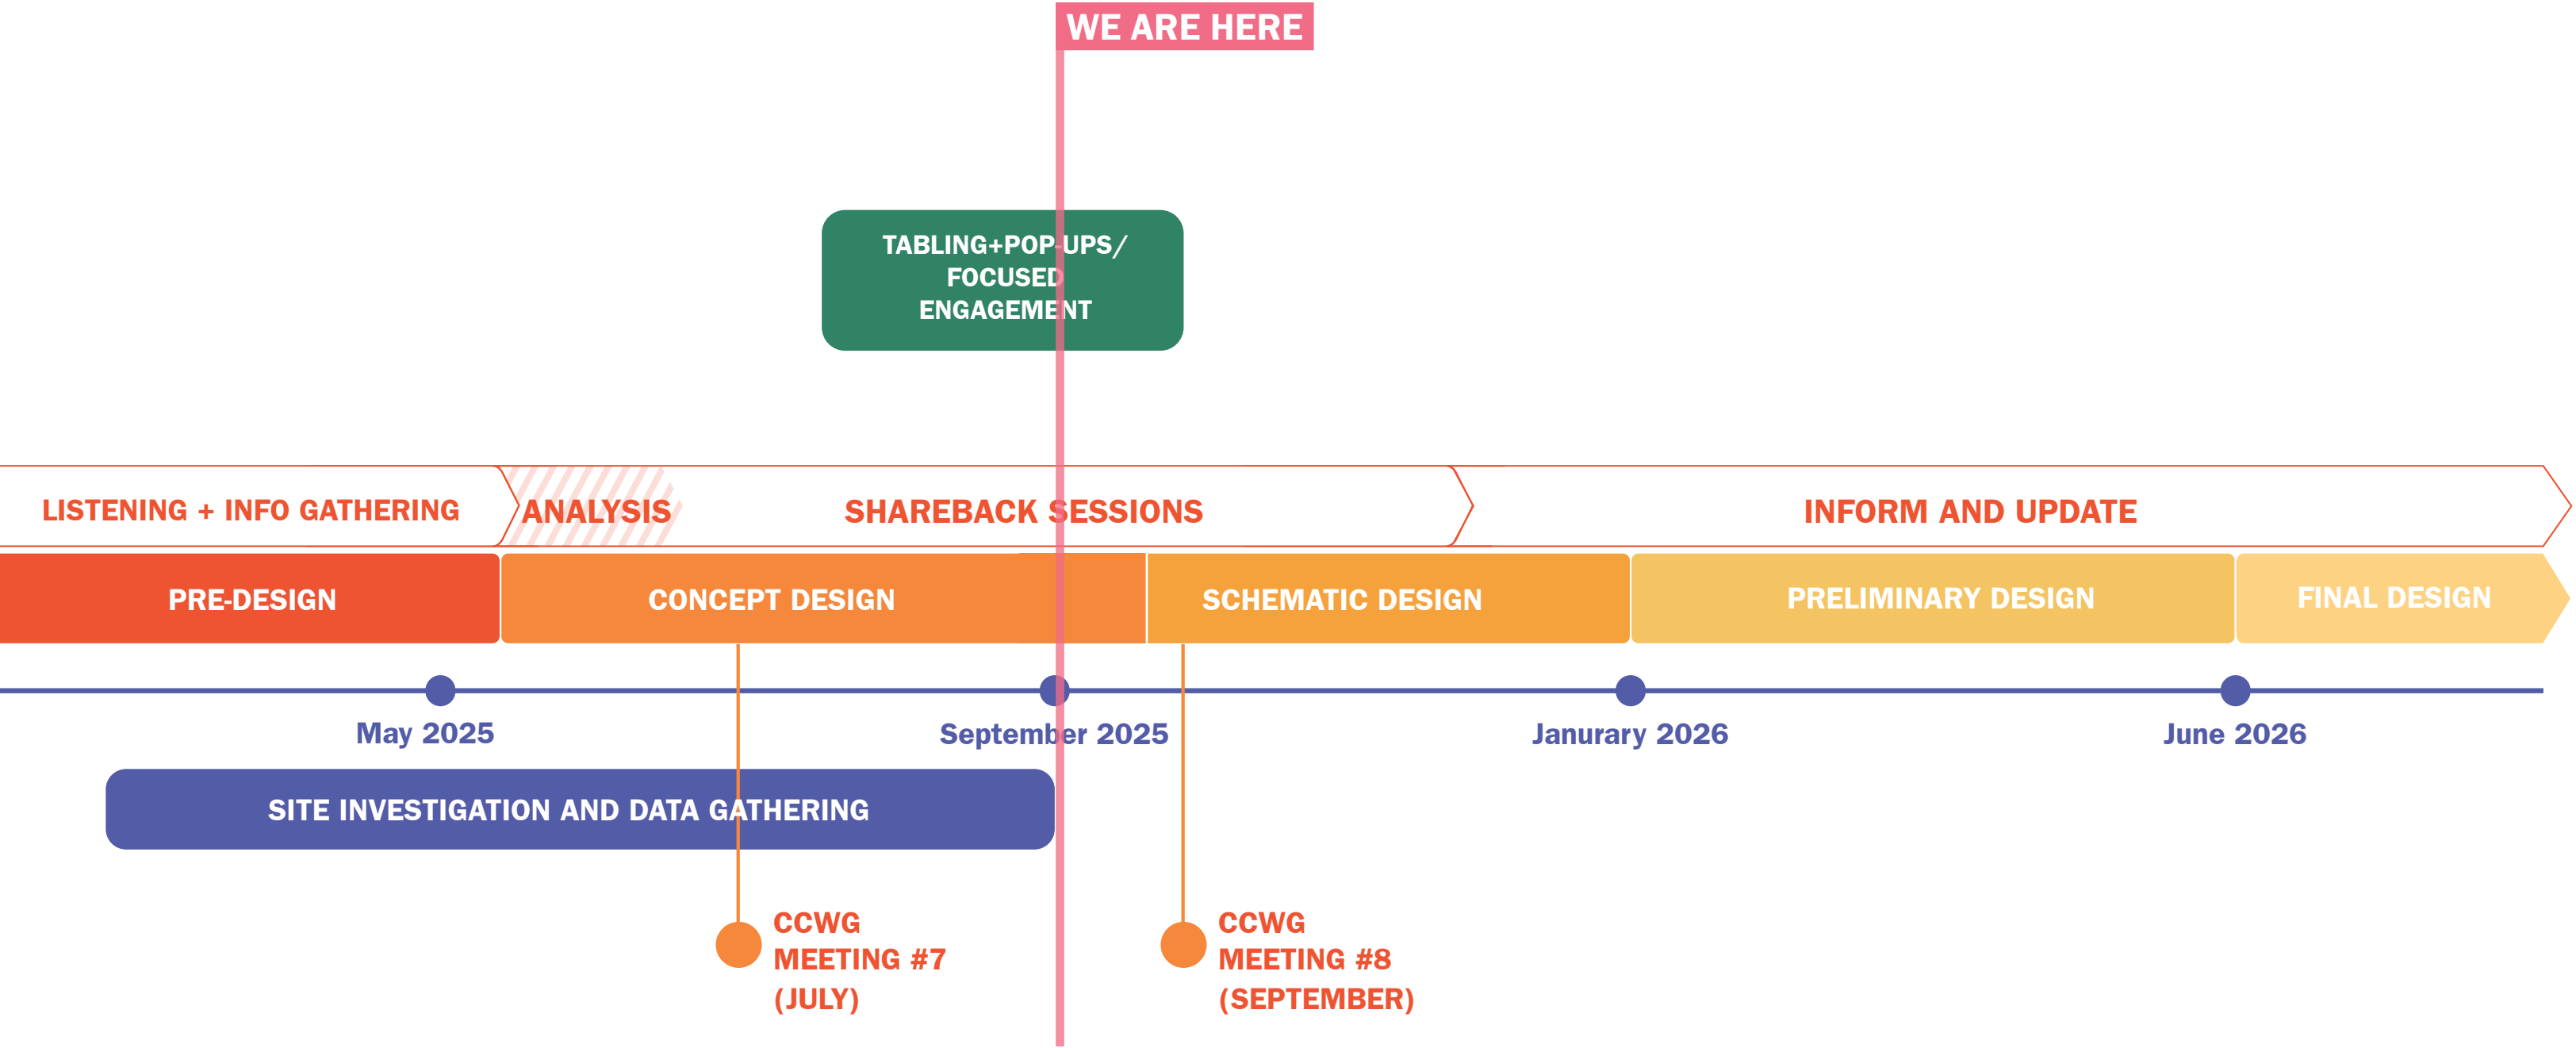 WE ARE HERE
TABLING+POP-UPS/
FOCUSED
ENGAGEMENT
LISTENING + INFO GATHERING
ANALYSIS
SHAREBACK SESSIONS
INFORM AND UPDATE
PRE-DESIGN
CONCEPT DESIGN
SCHEMATIC DESIGN
PRELIMINARY DESIGN
FINAL DESIGN
May 2025
September 2025
Janurary 2026
June 2026
SITE INVESTIGATION AND DATA GATHERING
CCWG
MEETING #7
(JULY)
CCWG
MEETING #8
(SEPTEMBER)